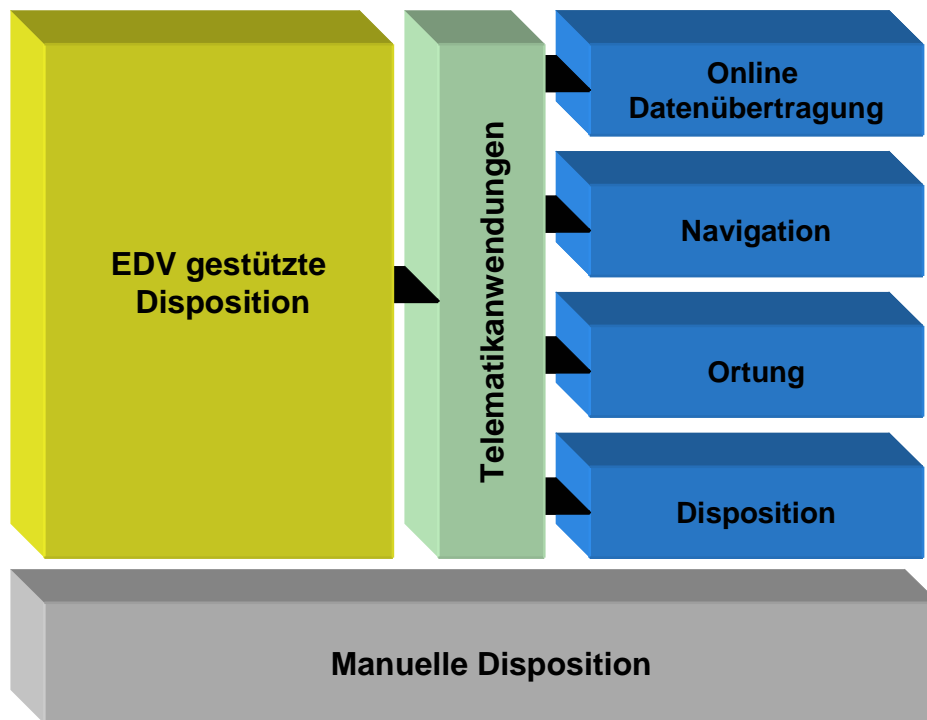 EDV gestützte
Disposition
Telematikanwendungen
Online
Datenübertragung
Navigation
Ortung
Disposition
Manuelle Disposition